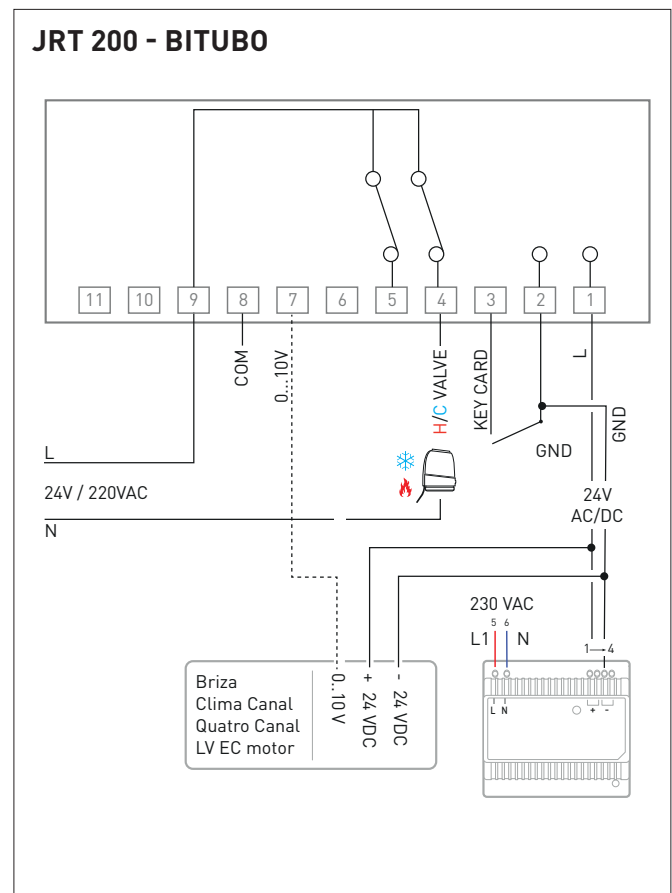 JRT 200 - BITUBO
11 10 9 8 7 6 5 4 3 2 1
COM
0...10V
H/C VALVE
KEY CARD
GND
L
GND
L
24V / 220VAC
N
24V
AC/DC
230 VAC
5 6
L1 N
1 → 4
L N
+ -
Briza
Clima Canal
Quatro Canal
LV EC motor
0..10 V
+ 24 VDC
- 24 VDC